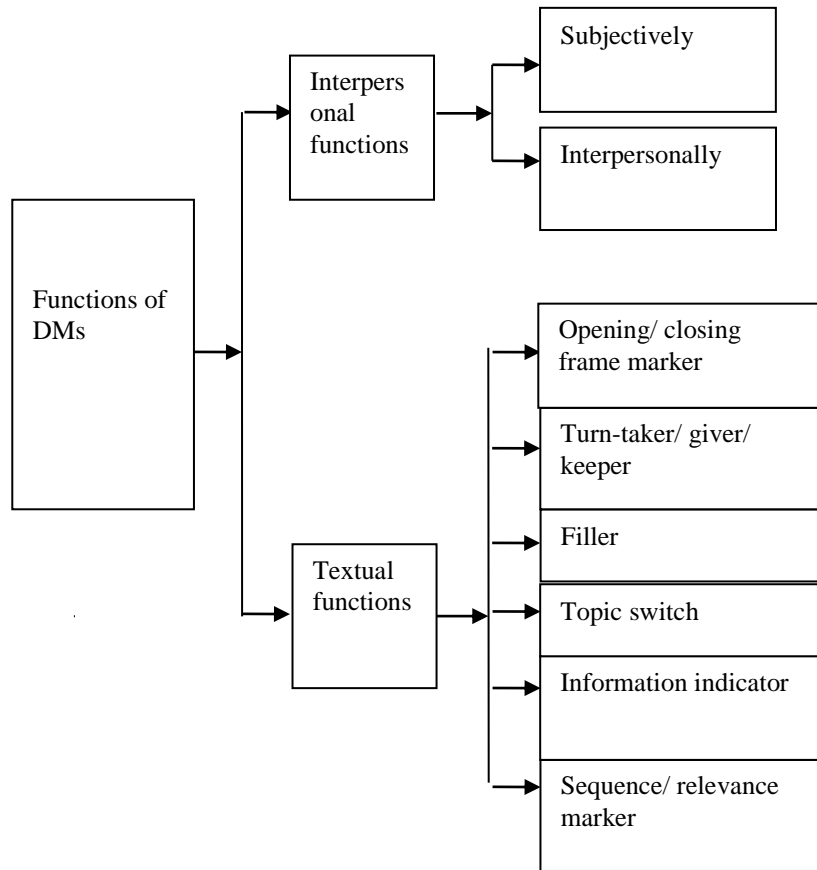 Functions of
DMs
Interpers
onal
functions
Subjectively
Interpersonally
Textual
functions
Opening/ closing
frame marker
Turn-taker/ giver/
keeper
Filler
Topic switch
Information indicator
Sequence/ relevance
marker